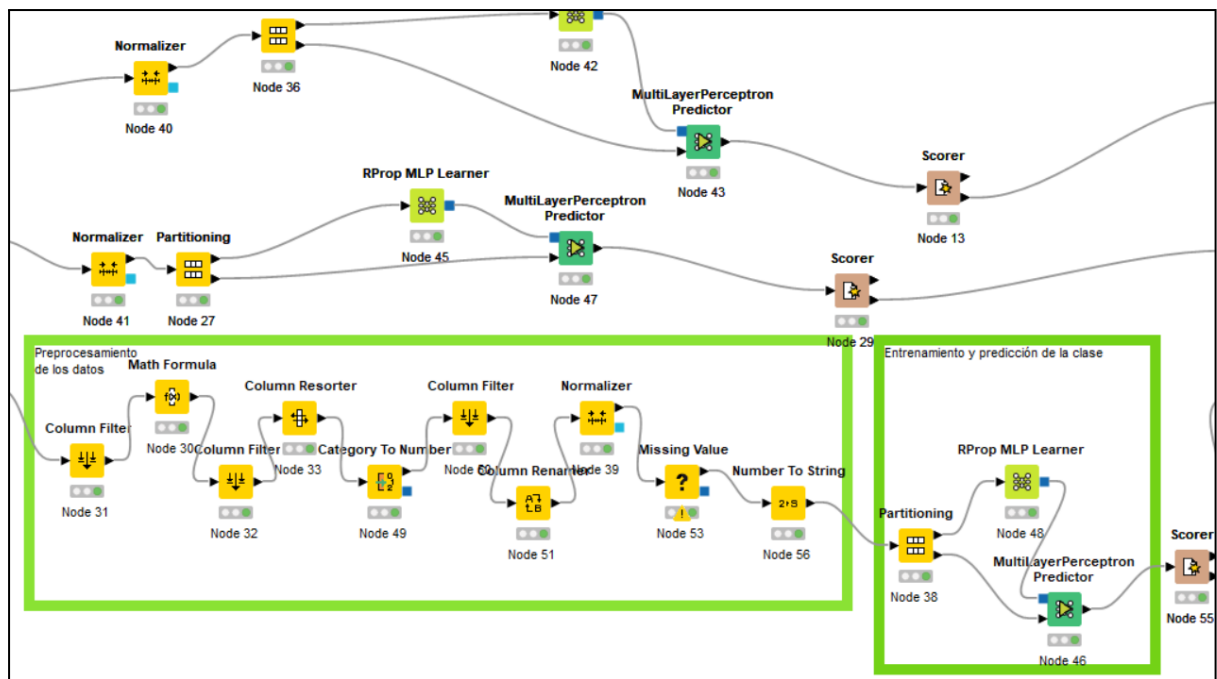 Normalizer
Node 40
Node 36
Node 42
MultiLayerPerceptron
Predictor
Node 43
Scorer
Node 13
RProp MLP Learner
Node 45
MultiLayerPerceptron
Predictor
Node 47
Normalizer
Node 41
Partitioning
Node 27
Scorer
Node 29
Preprocesamiento
de los datos
Column Filter
Node 31
Math Formula
f(x)
Node 30
Column Filter
Node 32
Column Resorter
Node 33
Category To Number
Node 49
Column Filter
Node 50
Column Renamer
Node 51
Normalizer
Node 39
Missing Value
?
Node 53
Number To String
2›S
Node 56
Entrenamiento y predicción de la clase
Partitioning
Node 38
RProp MLP Learner
Node 48
MultiLayerPerceptron
Predictor
Node 46
Scorer
Node 55